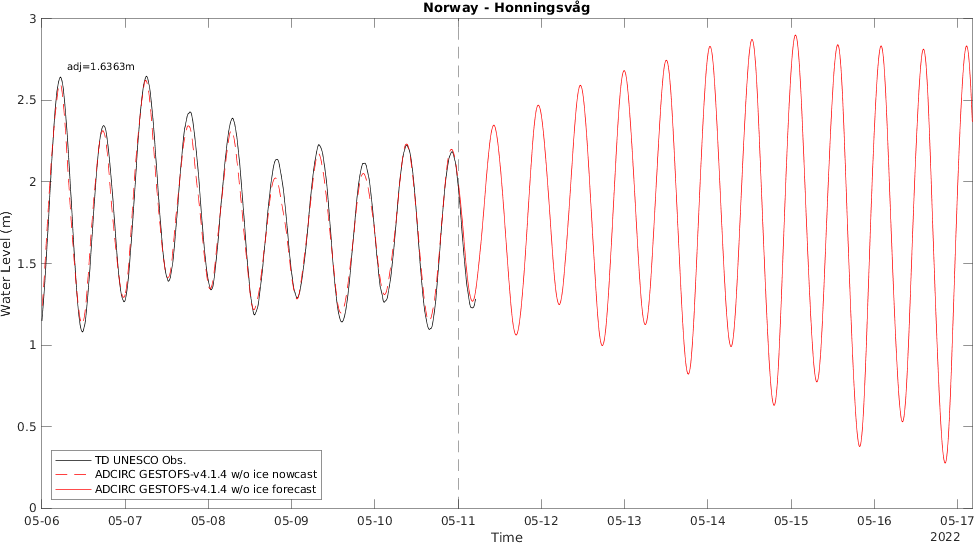 Norway - Honningsvåg
adj=1.6363m
3
2.5
2
1.5
1
0.5
0
Water Level (m)
TD UNESCO Obs.
ADCIRC GESTOFS-v4.1.4 w/o ice nowcast
ADCIRC GESTOFS-v4.1.4 w/o ice forecast
05-06 05-07 05-08 05-09 05-10 05-11 05-12 05-13 05-14 05-15 05-16 05-17
Time
2022